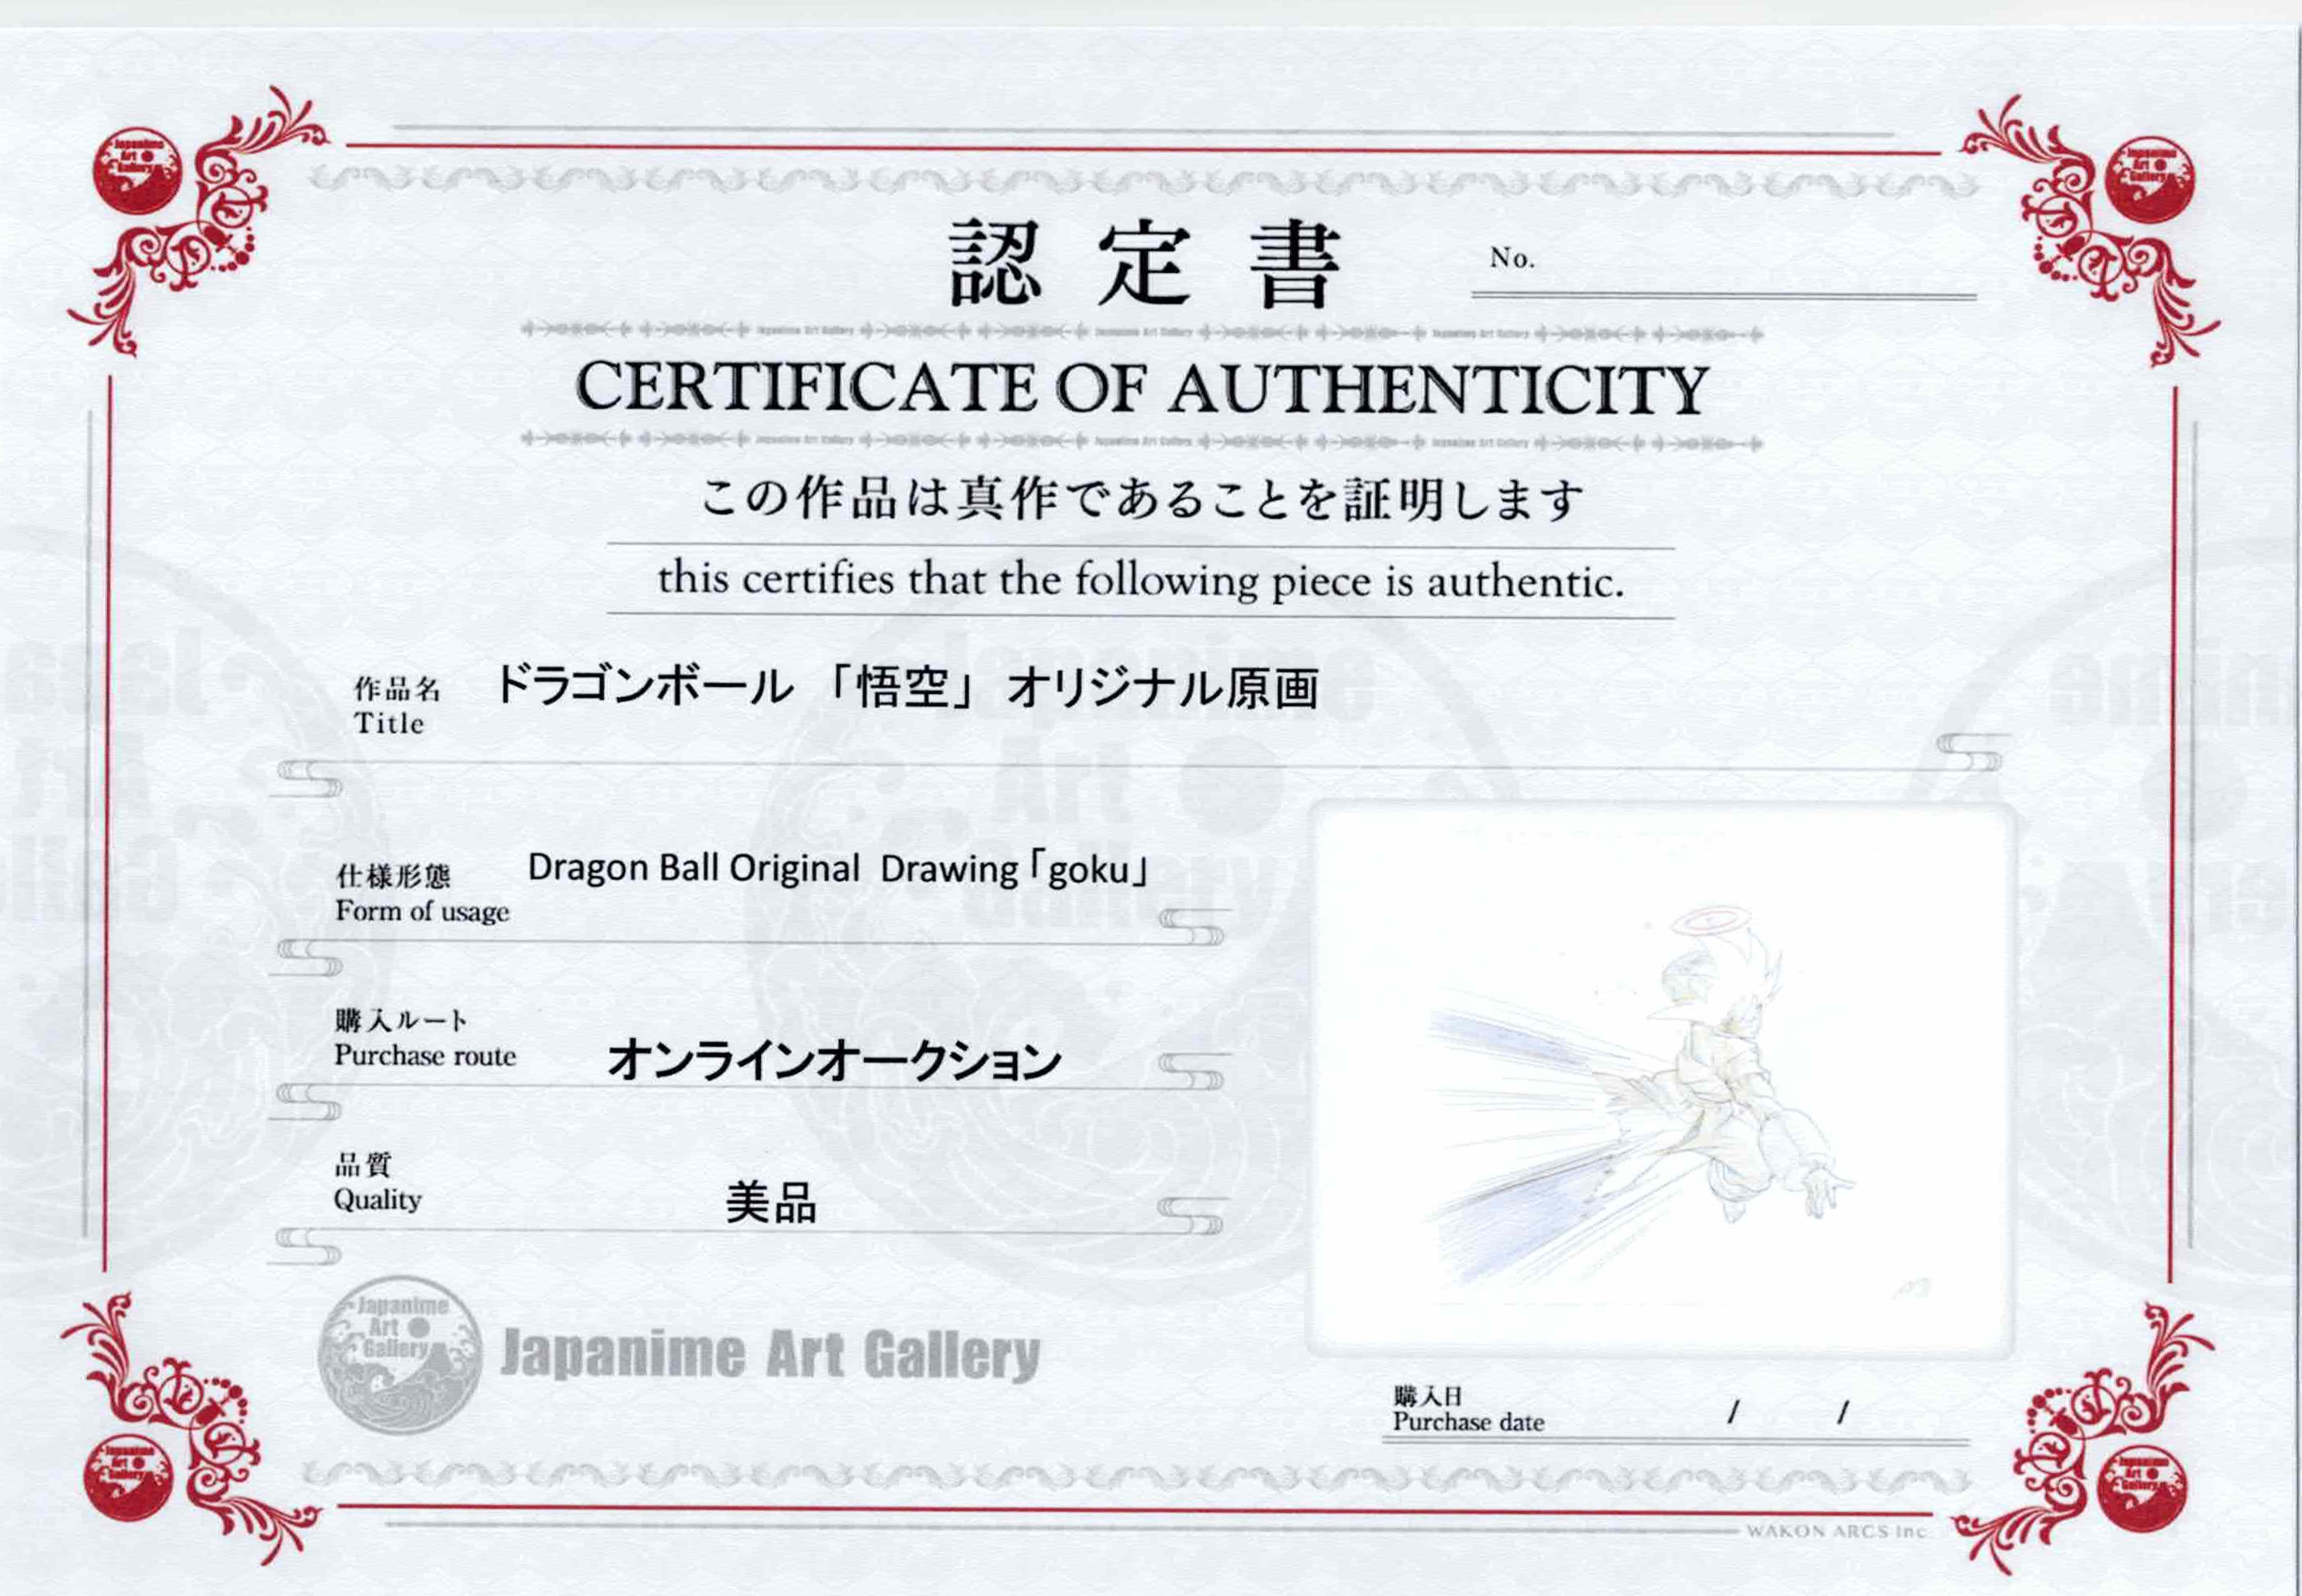 認定書
No.
CERTIFICATE OF AUTHENTICITY
この作品は真作であることを証明します
this certifies that the following piece is authentic.
作品名 ドラゴンボール 「悟空」 オリジナル原画
Title
仕様形態 Dragon Ball Original Drawing「goku」
Form of usage
購入ルート
Purchase route オンラインオークション
品質
Quality 美品
Japanime
Art
Gallery
Japanime Art Gallery
購入日
Purchase date / /
WAKON ARCS Inc